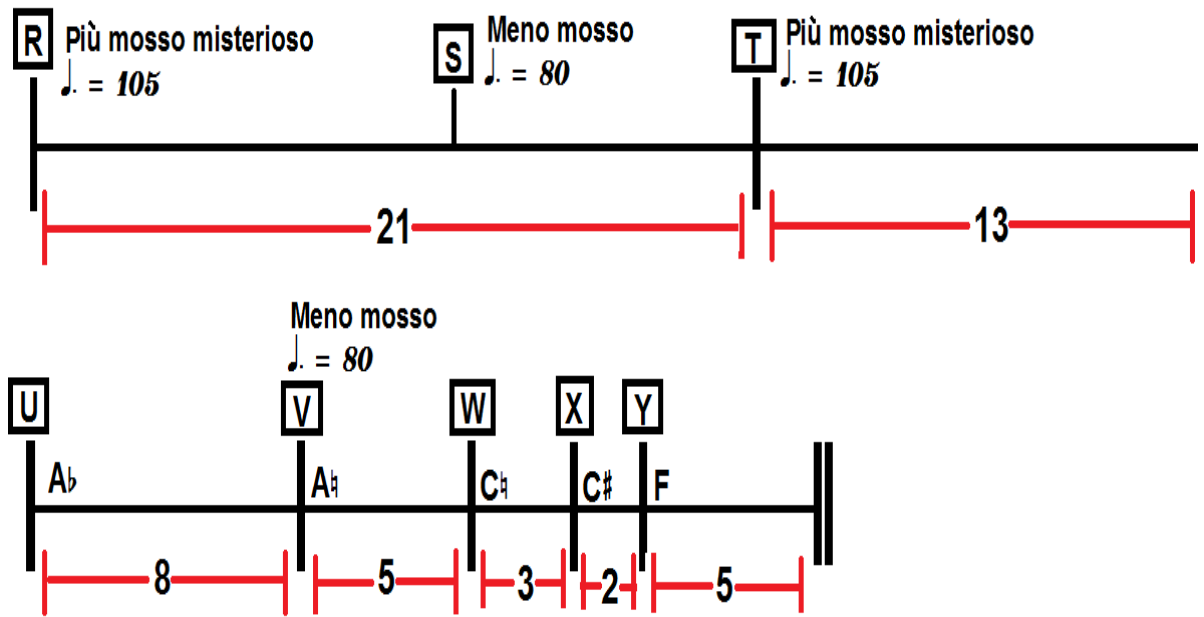 R Più mosso misterioso S Meno mosso T Più mosso misterioso
♩. = 105 ♩. = 80 ♩. = 105
21 13
Meno mosso
♩. = 80
U V W X Y
A♭ A♮ C♮ C# F
8 5 3 2 5